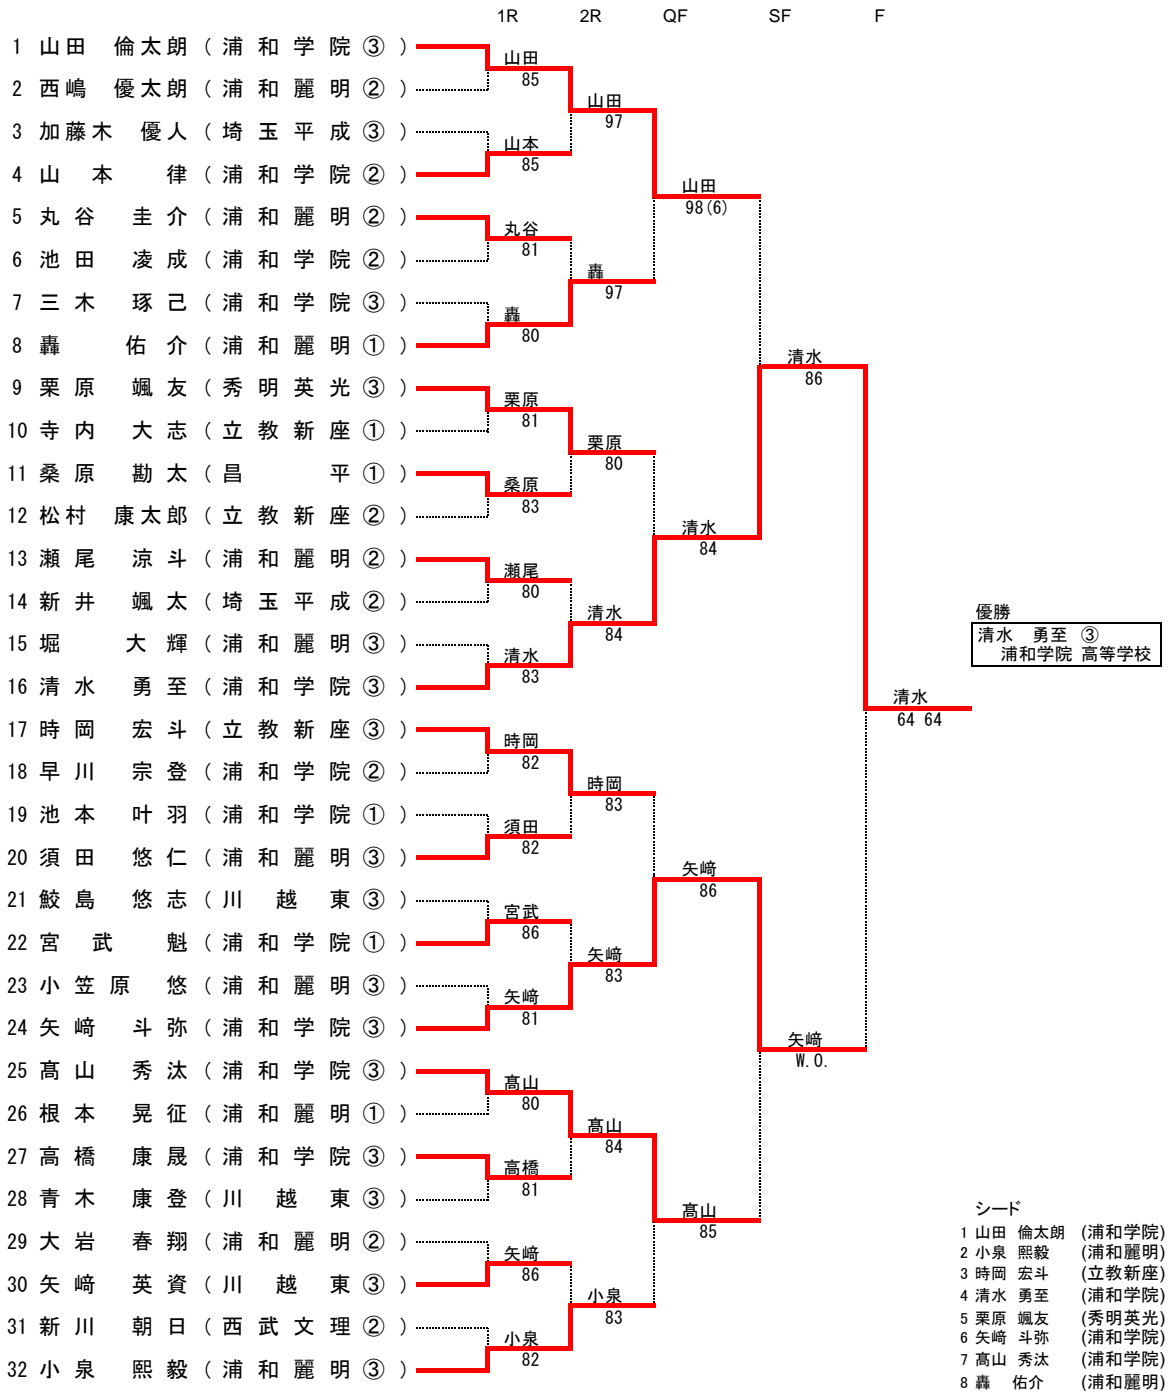 1R 2R QF SF F
1 山田 倫太朗 ( 浦和学院 ③ )
山田
85
2 西嶋 優太朗 ( 浦和麗明 ② )
山田
97
3 加藤木 優人 ( 埼玉平成 ③ )
山本
85
4 山本 律 ( 浦和学院 ② )
山田
98(6)
5 丸谷 圭介 ( 浦和麗明 ② )
丸谷
81
6 池田 凌成 ( 浦和学院 ② )
轟
97
7 三木 琢己 ( 浦和学院 ③ )
轟
80
8 轟 佑介 ( 浦和麗明 ① )
清水
86
9 栗原 颯友 ( 秀明英光 ③ )
栗原
81
10 寺内 大志 ( 立教新座 ① )
栗原
80
11 桑原 勘太 ( 昌平 ① )
桑原
83
12 松村 康太郎 ( 立教新座 ② )
清水
84
13 瀬尾 涼斗 ( 浦和麗明 ② )
瀬尾
80
14 新井 颯太 ( 埼玉平成 ② )
清水
84
15 堀 大輝 ( 浦和麗明 ③ )
清水
83
16 清水 勇至 ( 浦和学院 ③ )
優勝
清水 勇至 ③
浦和学院 高等学校
清水
64 64
17 時岡 宏斗 ( 立教新座 ③ )
時岡
82
18 早川 宗登 ( 浦和学院 ② )
時岡
83
19 池本 叶羽 ( 浦和学院 ① )
須田
82
20 須田 悠仁 ( 浦和麗明 ③ )
矢﨑
86
21 鮫島 悠志 ( 川越東 ③ )
宮武
86
22 宮武 魁 ( 浦和学院 ① )
矢﨑
83
23 小笠原 悠 ( 浦和麗明 ③ )
矢﨑
81
24 矢﨑 斗弥 ( 浦和学院 ③ )
矢﨑
W.O.
25 髙山 秀汰 ( 浦和学院 ③ )
髙山
80
26 根本 晃征 ( 浦和麗明 ① )
髙山
84
27 高橋 康晟 ( 浦和学院 ③ )
高橋
81
28 青木 康登 ( 川越東 ③ )
髙山
85
29 大岩 春翔 ( 浦和麗明 ② )
矢﨑
86
30 矢﨑 英資 ( 川越東 ③ )
小泉
83
31 新川 朝日 ( 西武文理 ② )
小泉
82
32 小泉 熙毅 ( 浦和麗明 ③ )
シード
1 山田 倫太朗 (浦和学院)
2 小泉 熙毅 (浦和麗明)
3 時岡 宏斗 (立教新座)
4 清水 勇至 (浦和学院)
5 栗原 颯友 (秀明英光)
6 矢﨑 斗弥 (浦和学院)
7 髙山 秀汰 (浦和学院)
8 轟 佑介 (浦和麗明)